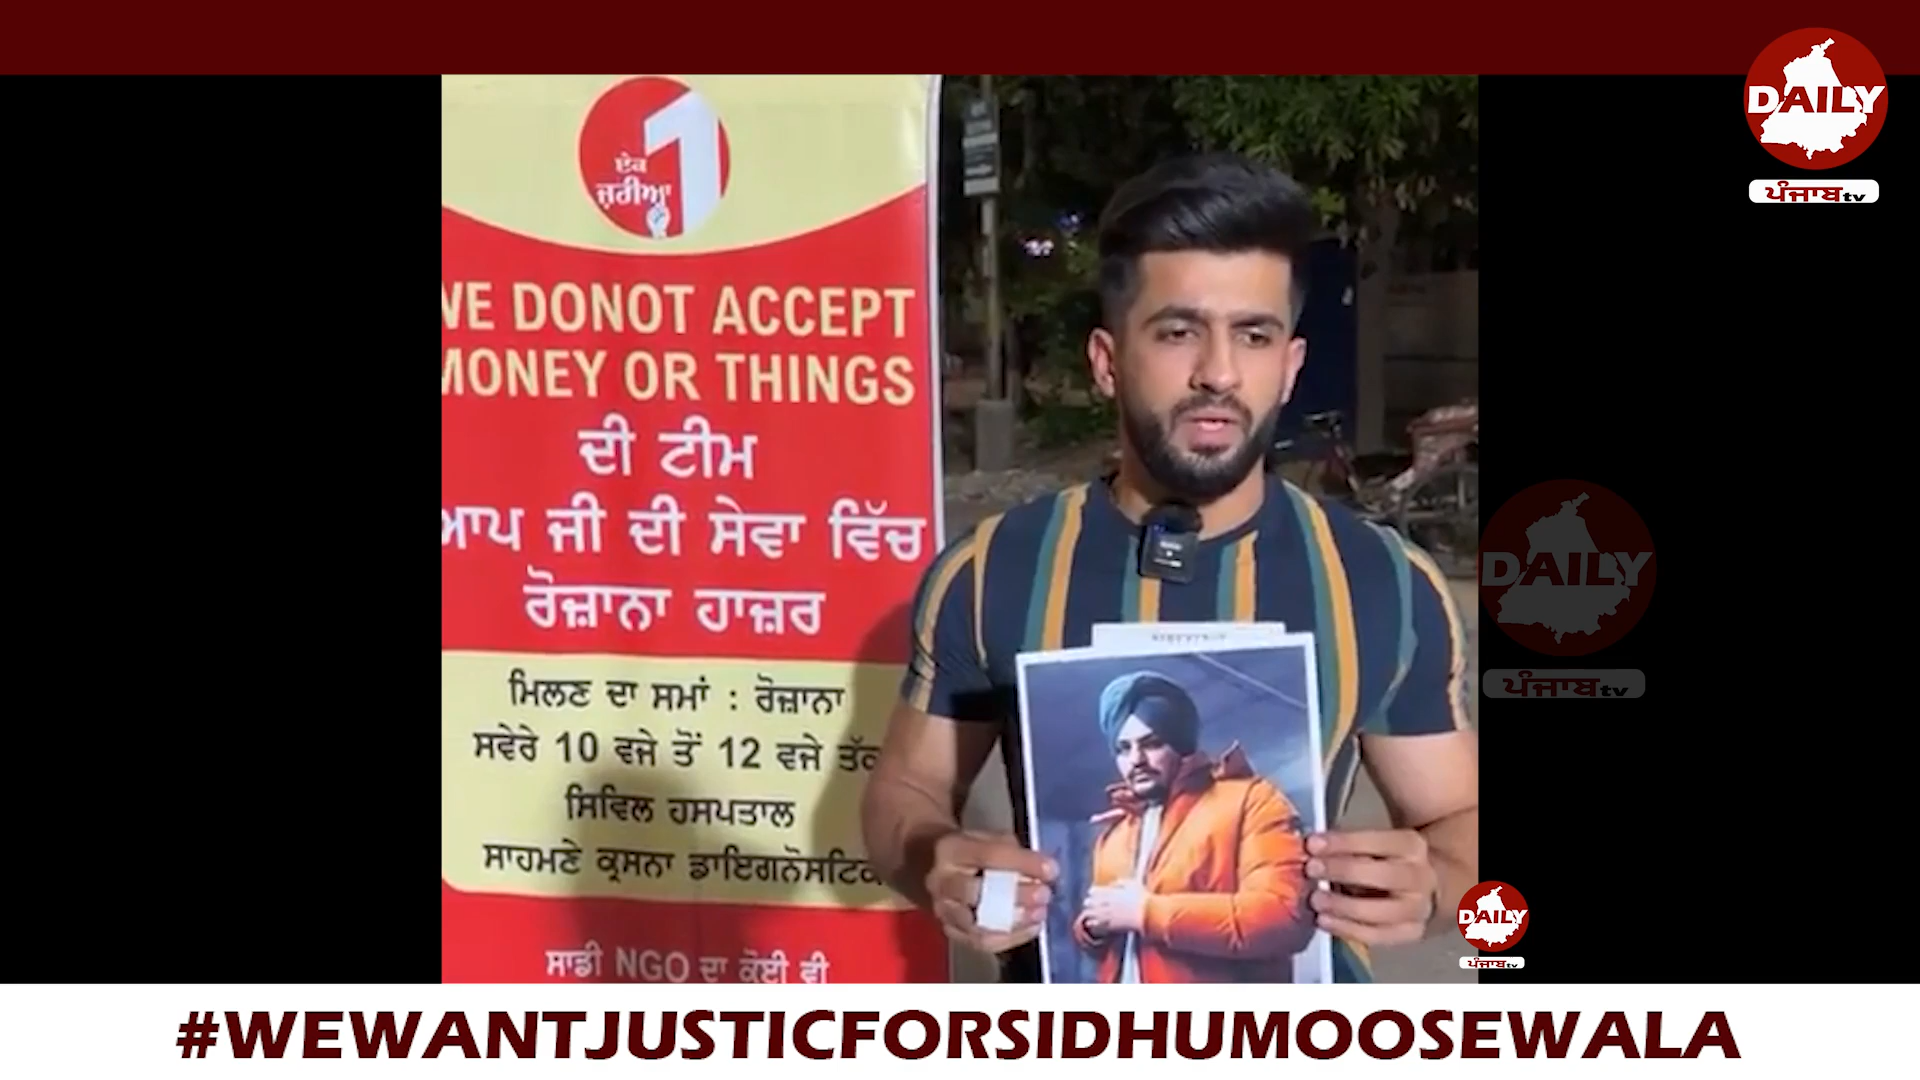 DAILY
ਪੰਜਾਬtv
1
ਏਕ
ਜ਼ਰੀਆ
WE DONOT ACCEPT
MONEY OR THINGS
ਦੀ ਟੀਮ
ਆਪ ਜੀ ਦੀ ਸੇਵਾ ਵਿੱਚ
ਰੋਜ਼ਾਨਾ ਹਾਜ਼ਰ
ਮਿਲਣ ਦਾ ਸਮਾਂ : ਰੋਜ਼ਾਨਾ
ਸਵੇਰੇ 10 ਵਜੇ ਤੋਂ 12 ਵਜੇ ਤੱਕ
ਸਿਵਿਲ ਹਸਪਤਾਲ
ਸਾਹਮਣੇ ਕ੍ਰਸਨਾ ਡਾਇਗਨੋਸਟਿਕ
ਸਾਡੀ NGO ਦਾ ਕੋਈ ਵੀ
DAILY
ਪੰਜਾਬtv
DAILY
ਪੰਜਾਬtv
#WEWANTJUSTICFORSIDHUMOOSEWALA